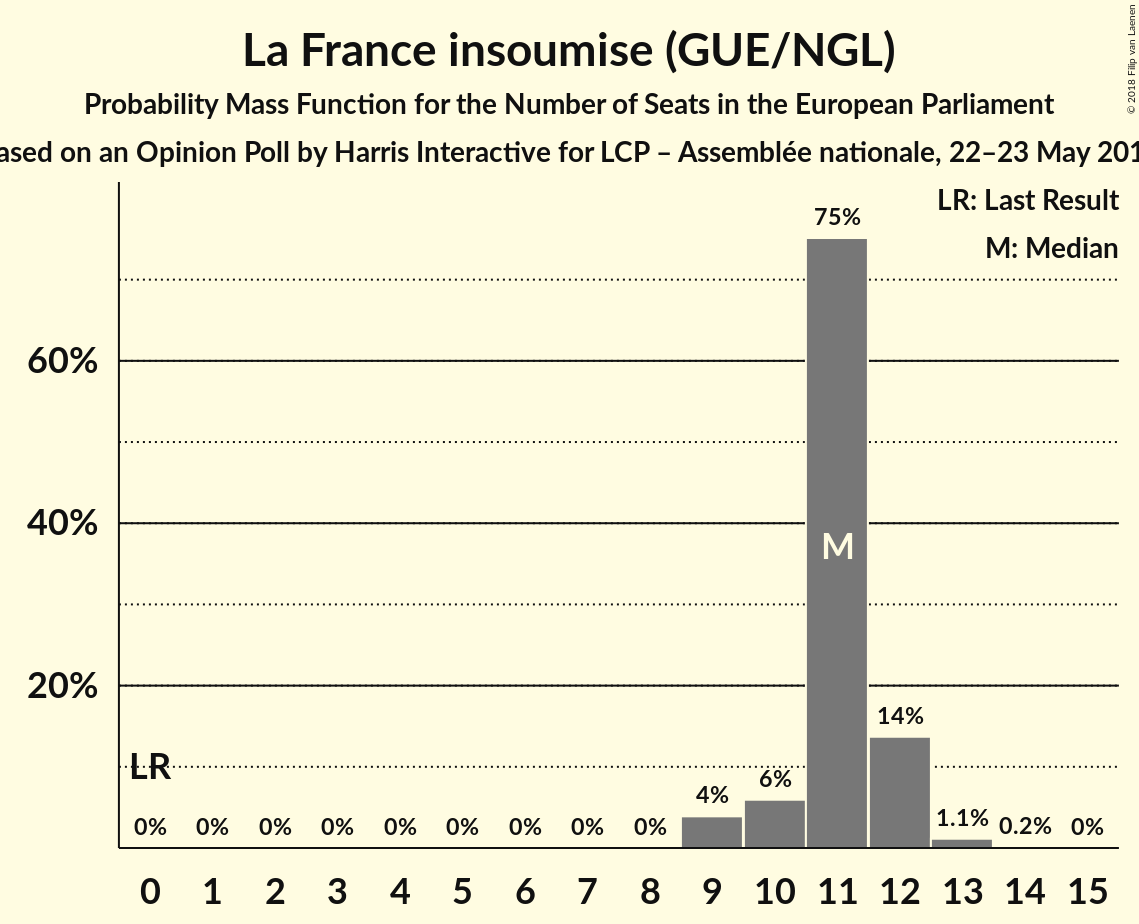 La France insoumise (GUE/NGL)
Probability Mass Function for the Number of Seats in the European Parliament
ased on an Opinion Poll by Harris Interactive for LCP – Assemblée nationale, 22–23 May 201
© 2018 Filip van Laenen
LR: Last Result
M: Median
75%
60%
40%
M
20%
14%
LR
6%
4%
0% 0% 0% 0% 0% 0% 0% 0% 0% 1.1% 0.2% 0%
0 1 2 3 4 5 6 7 8 9 10 11 12 13 14 15